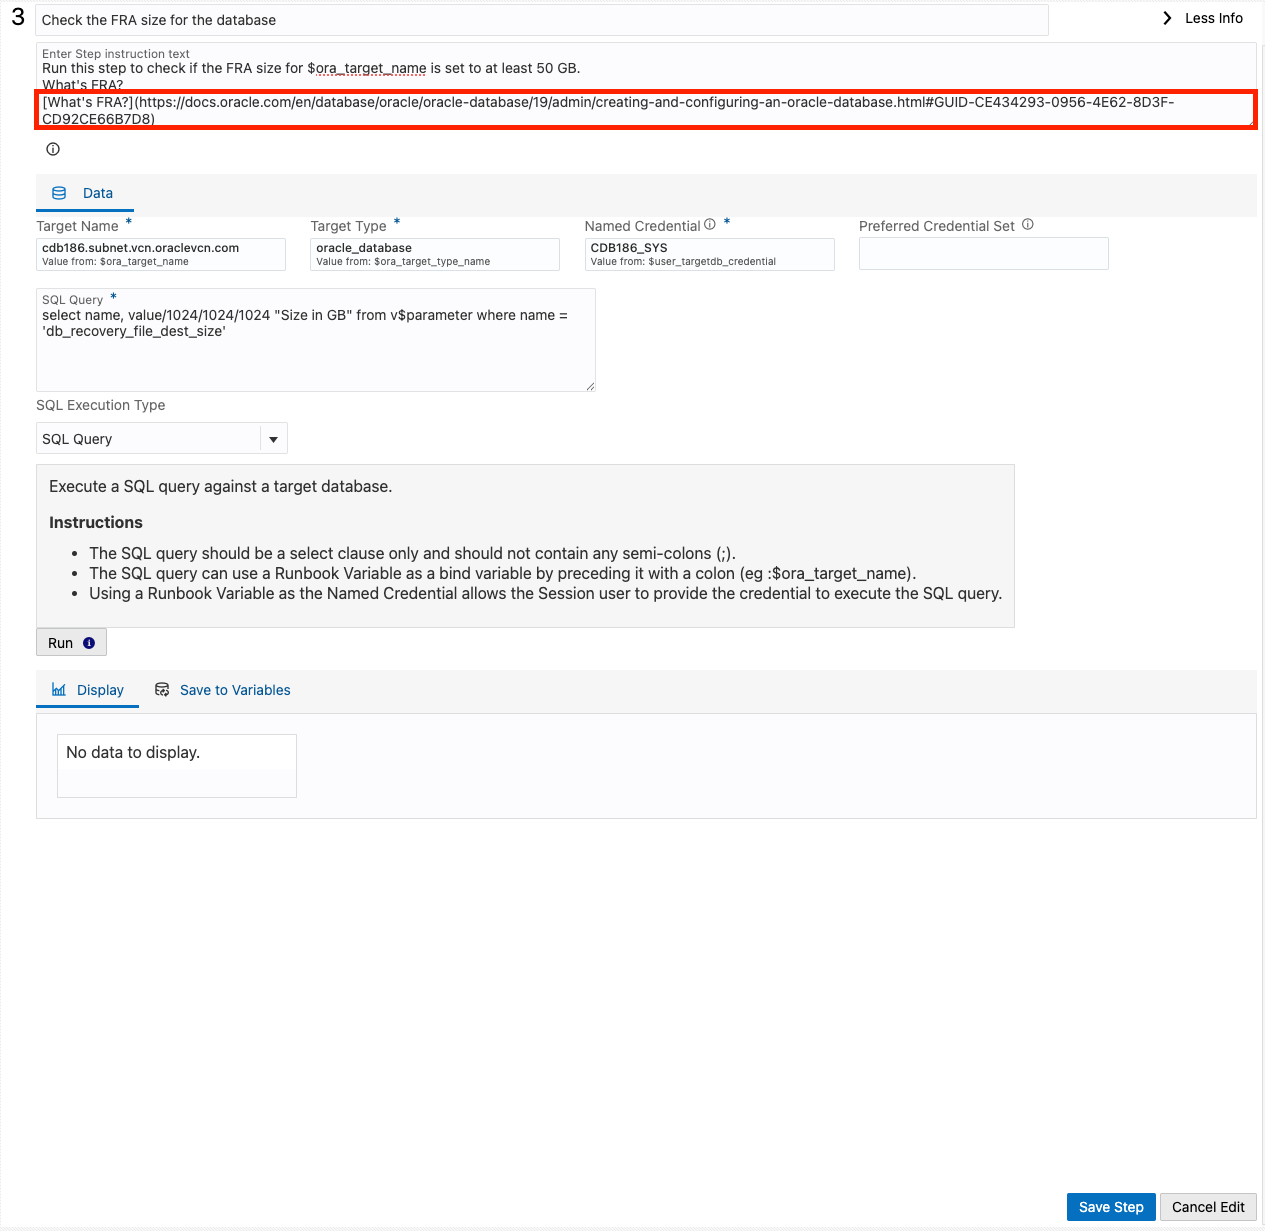 3
Check the FRA size for the database
Less Info
Enter Step instruction text
Run this step to check if the FRA size for $ora_target_name is set to at least 50 GB.
What's FRA?
[What's FRA?](https://docs.oracle.com/en/database/oracle/oracle-database/19/admin/creating-and-configuring-an-oracle-database.html#GUID-CE434293-0956-4E62-8D3F-
CD92CE66B7D8)
Data
Target Name *
Target Type *
Named Credential *
Preferred Credential Set
cdb186.subnet.vcn.oraclevcn.com
Value from: $ora_target_name
oracle_database
Value from: $ora_target_type_name
CDB186_SYS
Value from: $user_targetdb_credential
SQL Query *
select name, value/1024/1024/1024 "Size in GB" from v$parameter where name =
'db_recovery_file_dest_size'
SQL Execution Type
SQL Query
Execute a SQL query against a target database.
Instructions
• The SQL query should be a select clause only and should not contain any semi-colons (;).
• The SQL query can use a Runbook Variable as a bind variable by preceding it with a colon (eg :$ora_target_name).
• Using a Runbook Variable as the Named Credential allows the Session user to provide the credential to execute the SQL query.
Run
Display
Save to Variables
No data to display.
Save Step
Cancel Edit